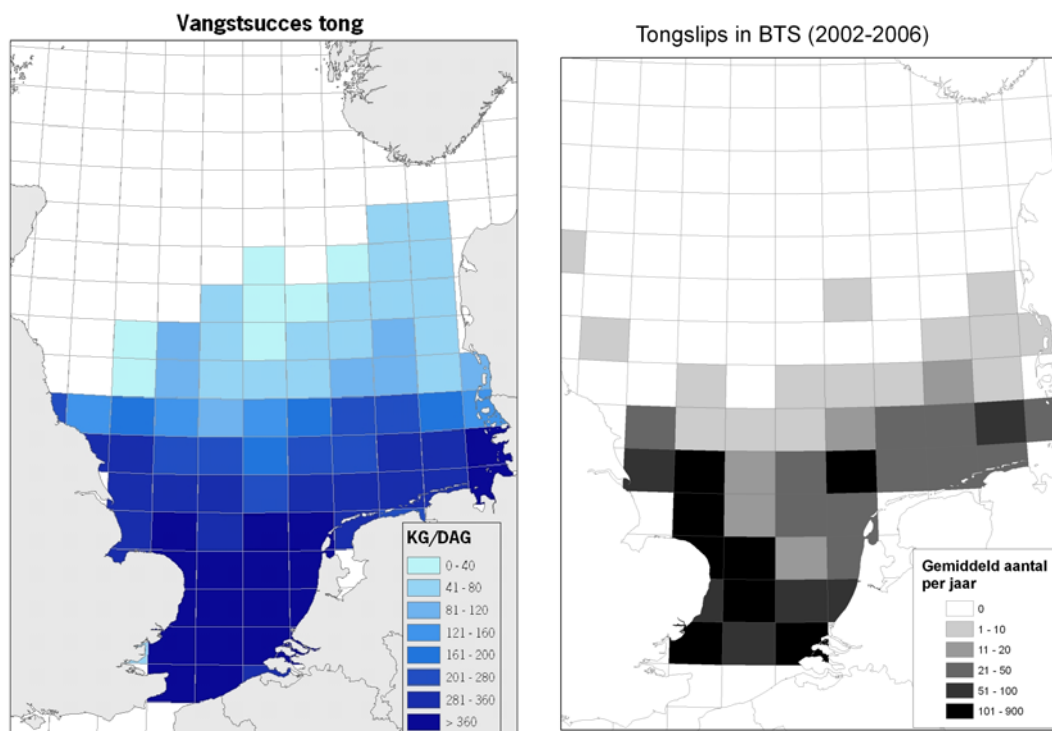 Vangstsucces tong
KG/DAG
0 - 40
41 - 80
81 - 120
121 - 160
161 - 200
201 - 280
281 - 360
> 360
Tongslips in BTS (2002-2006)
Gemiddeld aantal
per jaar
0
1 - 10
11 - 20
21 - 50
51 - 100
101 - 900